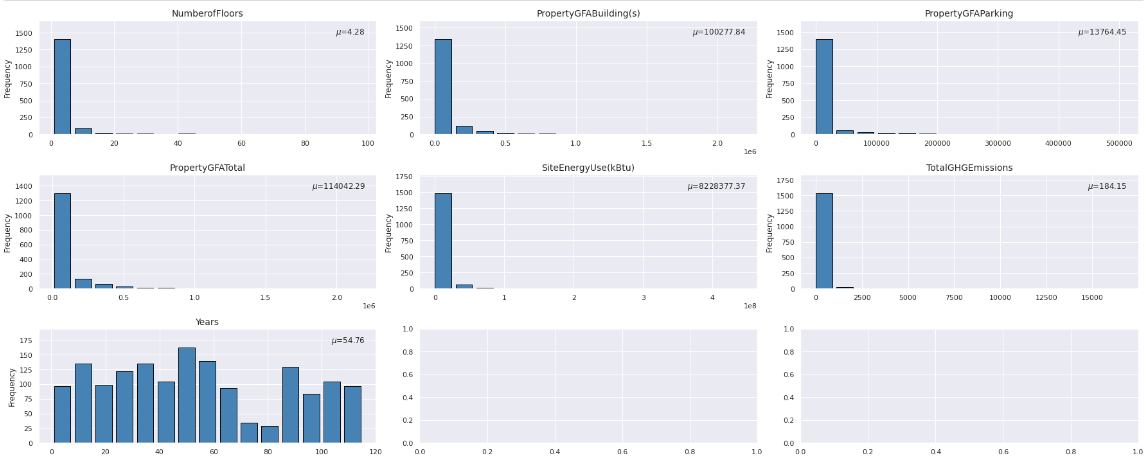 NumberofFloors
μ=4.28
Frequency
1500
1250
1000
750
500
250
0
0 20 40 60 80 100
PropertyGFABuilding(s)
μ=100277.84
Frequency
1500
1250
1000
750
500
250
0
0.0 0.5 1.0 1.5 2.0
1e6
PropertyGFAParking
μ=13764.45
Frequency
1500
1250
1000
750
500
250
0
0 100000 200000 300000 400000 500000
PropertyGFATotal
μ=114042.29
Frequency
1400
1200
1000
800
600
400
200
0
0.0 0.5 1.0 1.5 2.0
1e6
SiteEnergyUse(kBtu)
μ=8228377.37
Frequency
1750
1500
1250
1000
750
500
250
0
0 1 2 3 4
1e8
TotalGHGEmissions
μ=184.15
Frequency
1750
1500
1250
1000
750
500
250
0
0 2500 5000 7500 10000 12500 15000
Years
μ=54.76
Frequency
175
150
125
100
75
50
25
0
0 20 40 60 80 100 120
1.0
0.8
0.6
0.4
0.2
0.0
0.0 0.2 0.4 0.6 0.8 1.0
1.0
0.8
0.6
0.4
0.2
0.0
0.0 0.2 0.4 0.6 0.8 1.0